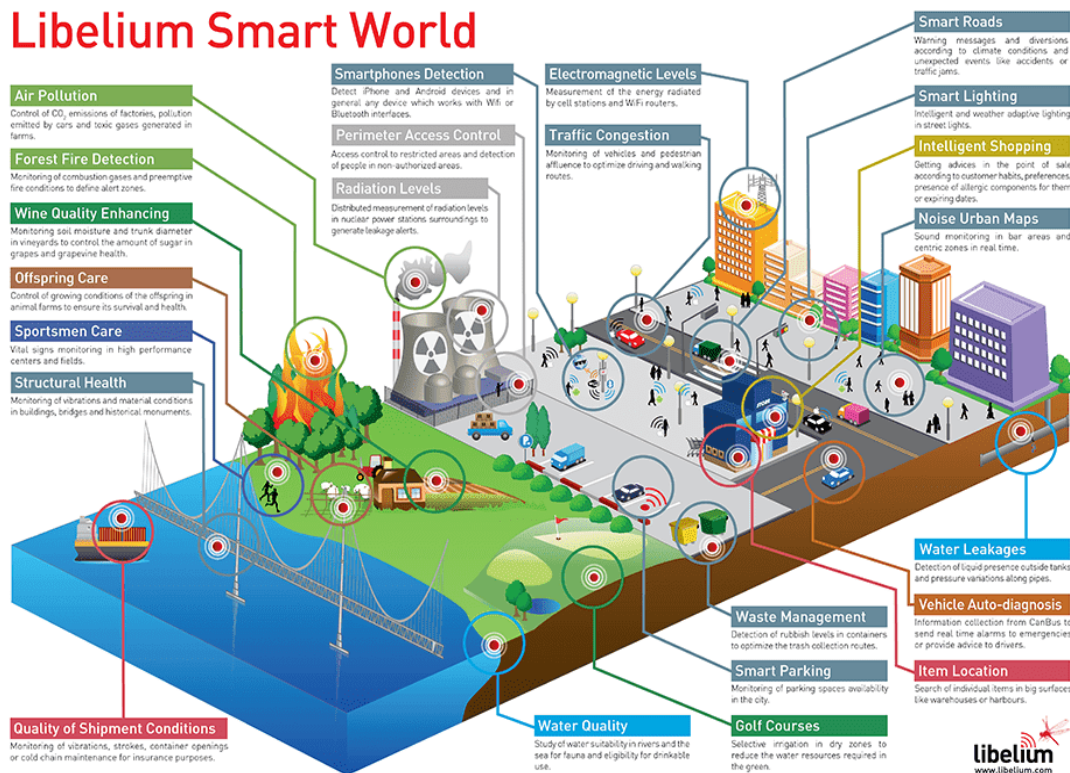 Libelium Smart World
Air Pollution
Control of CO₂ emissions of factories, pollution
emitted by cars and toxic gases generated in
farms.
Forest Fire Detection
Monitoring of combustion gases and preemptive
fire conditions to define alert zones.
Wine Quality Enhancing
Monitoring soil moisture and trunk diameter
in vineyards to control the amount of sugar in
grapes and grapevine health.
Offspring Care
Control of growing conditions of the offspring in
animal farms to ensure its survival and health.
Sportsmen Care
Vital signs monitoring in high performance
centers and fields.
Structural Health
Monitoring of vibrations and material conditions
in buildings, bridges and historical monuments.
Quality of Shipment Conditions
Monitoring of vibrations, strokes, container openings
or cold chain maintenance for insurance purposes.
Smartphones Detection
Detect iPhone and Android devices and in
general any device which works with Wifi or
Bluetooth interfaces.
Perimeter Access Control
Access control to restricted areas and detection
of people in non-authorized areas.
Radiation Levels
Distributed measurement of radiation levels
in nuclear power stations surroundings to
generate leakage alerts.
Electromagnetic Levels
Measurement of the energy radiated
by cell stations and WiFi routers.
Traffic Congestion
Monitoring of vehicles and pedestrian
affluence to optimize driving and walking
routes.
Smart Roads
Warning messages and diversions
according to climate conditions and
unexpected events like accidents or
traffic jams.
Smart Lighting
Intelligent and weather adaptive lighting
in street lights.
Intelligent Shopping
Getting advices in the point of sale
according to customer habits, preferences,
presence of allergic components for them
or expiring dates.
Noise Urban Maps
Sound monitoring in bar areas and
centric zones in real time.
STORE
P
Water Leakages
Detection of liquid presence outside tanks
and pressure variations along pipes.
Vehicle Auto-diagnosis
Information collection from CanBus to
send real time alarms to emergencies
or provide advice to drivers.
Item Location
Search of individual items in big surfaces
like warehouses or harbours.
Waste Management
Detection of rubbish levels in containers
to optimize the trash collection routes.
Smart Parking
Monitoring of parking spaces availability
in the city.
Golf Courses
Selective irrigation in dry zones to
reduce the water resources required in
the green.
Water Quality
Study of water suitability in rivers and the
sea for fauna and eligibility for drinkable
use.
libelium
www.libelium.com